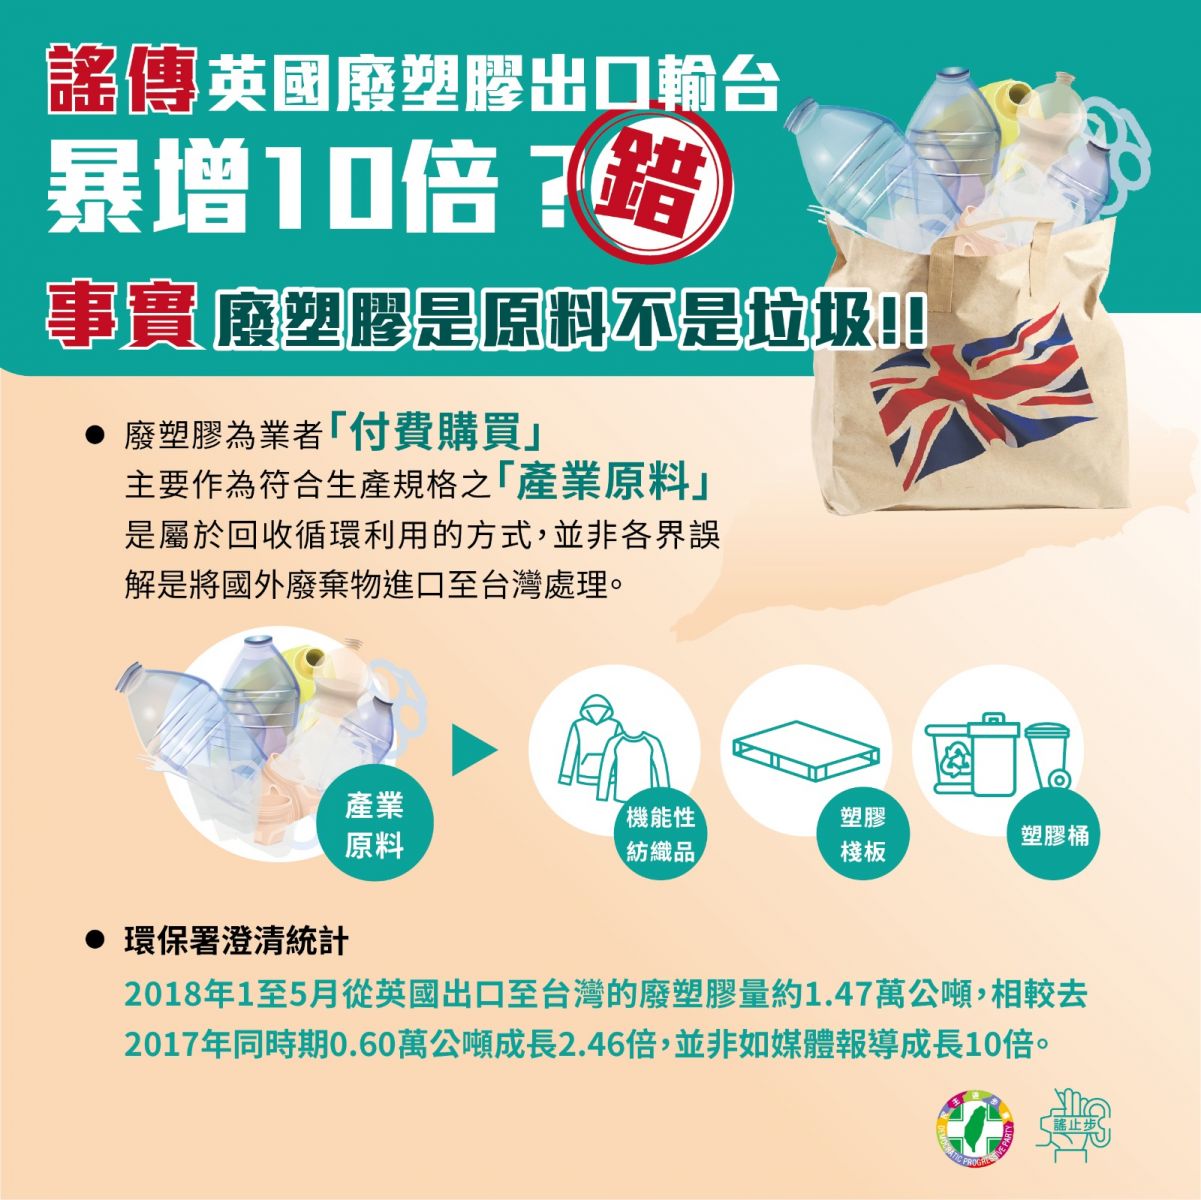 謠傳英國廢塑膠出口輸台
暴增10倍？錯
事實廢塑膠是原料不是垃圾!!
● 廢塑膠為業者「付費購買」
主要作為符合生產規格之「產業原料」
是屬於回收循環利用的方式，並非各界誤
解是將國外廢棄物進口至台灣處理。
產業
原料
機能性
紡織品
塑膠
棧板
塑膠桶
● 環保署澄清統計
2018年1至5月從英國出口至台灣的廢塑膠量約1.47萬公噸，相較去
2017年同時期0.60萬公噸成長2.46倍，並非如媒體報導成長10倍。
民主進步黨
DEMOCRATIC PROGRESSIVE PARTY
謠止步